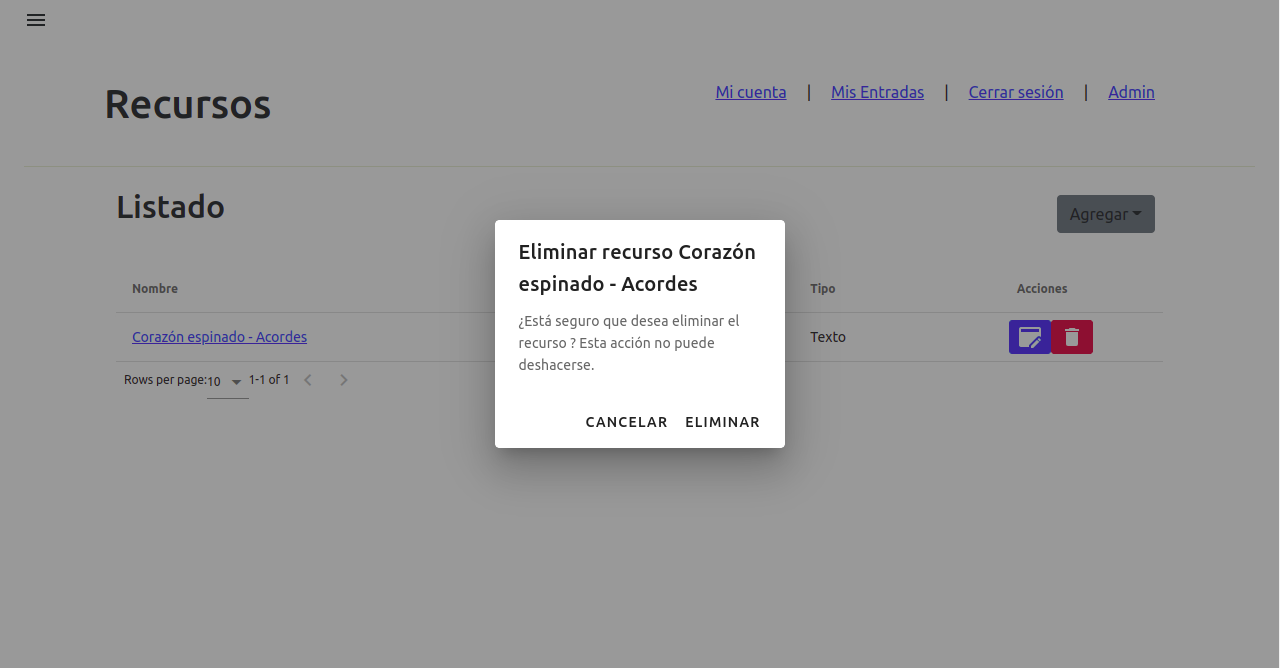 Recursos
Mi cuenta | Mis Entradas | Cerrar sesión | Admin
Listado
Agregar
Eliminar recurso Corazón
espinado - Acordes
¿Está seguro que desea eliminar el
recurso ? Esta acción no puede
deshacerse.
CANCELAR ELIMINAR
Nombre Tipo Acciones
Corazón espinado - Acordes Texto
Rows per page: 10 1-1 of 1